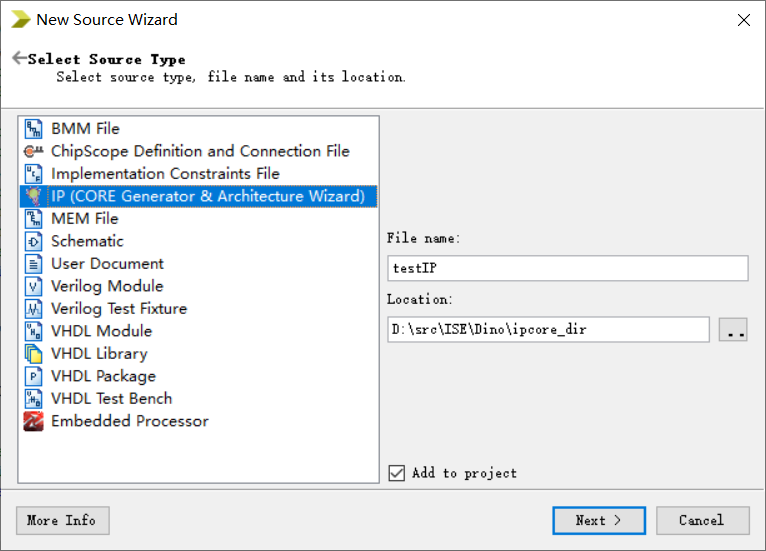 New Source Wizard
Select Source Type
Select source type, file name and its location.
BMM File
ChipScope Definition and Connection File
Implementation Constraints File
IP (CORE Generator & Architecture Wizard)
MEM File
Schematic
User Document
Verilog Module
Verilog Test Fixture
VHDL Module
VHDL Library
VHDL Package
VHDL Test Bench
Embedded Processor
File name:
testIP
Location:
D:\src\ISE\Dino\ipcore_dir
..
Add to project
More Info
Next >
Cancel